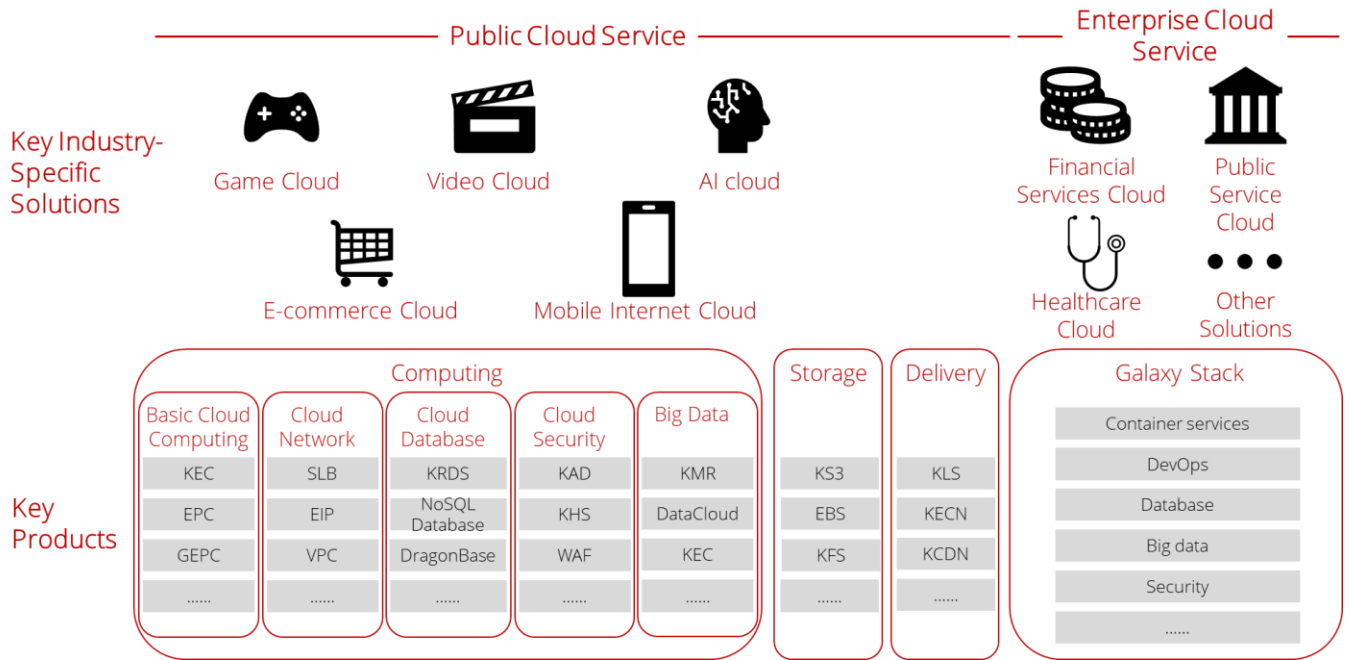 Public Cloud Service
Enterprise Cloud
Service
Key Industry-
Specific
Solutions
Game Cloud
Video Cloud
AI cloud
E-commerce Cloud
Mobile Internet Cloud
Financial
Services Cloud
Public
Service
Cloud
Healthcare
Cloud
Other
Solutions
Key
Products
Computing
Basic Cloud
Computing
KEC
EPC
GEPC
......
Cloud
Network
SLB
EIP
VPC
......
Cloud
Database
KRDS
NoSQL
Database
DragonBase
......
Cloud
Security
KAD
KHS
WAF
......
Big Data
KMR
DataCloud
KEC
......
Storage
KS3
EBS
KFS
......
Delivery
KLS
KECN
KCDN
......
Galaxy Stack
Container services
DevOps
Database
Big data
Security
......